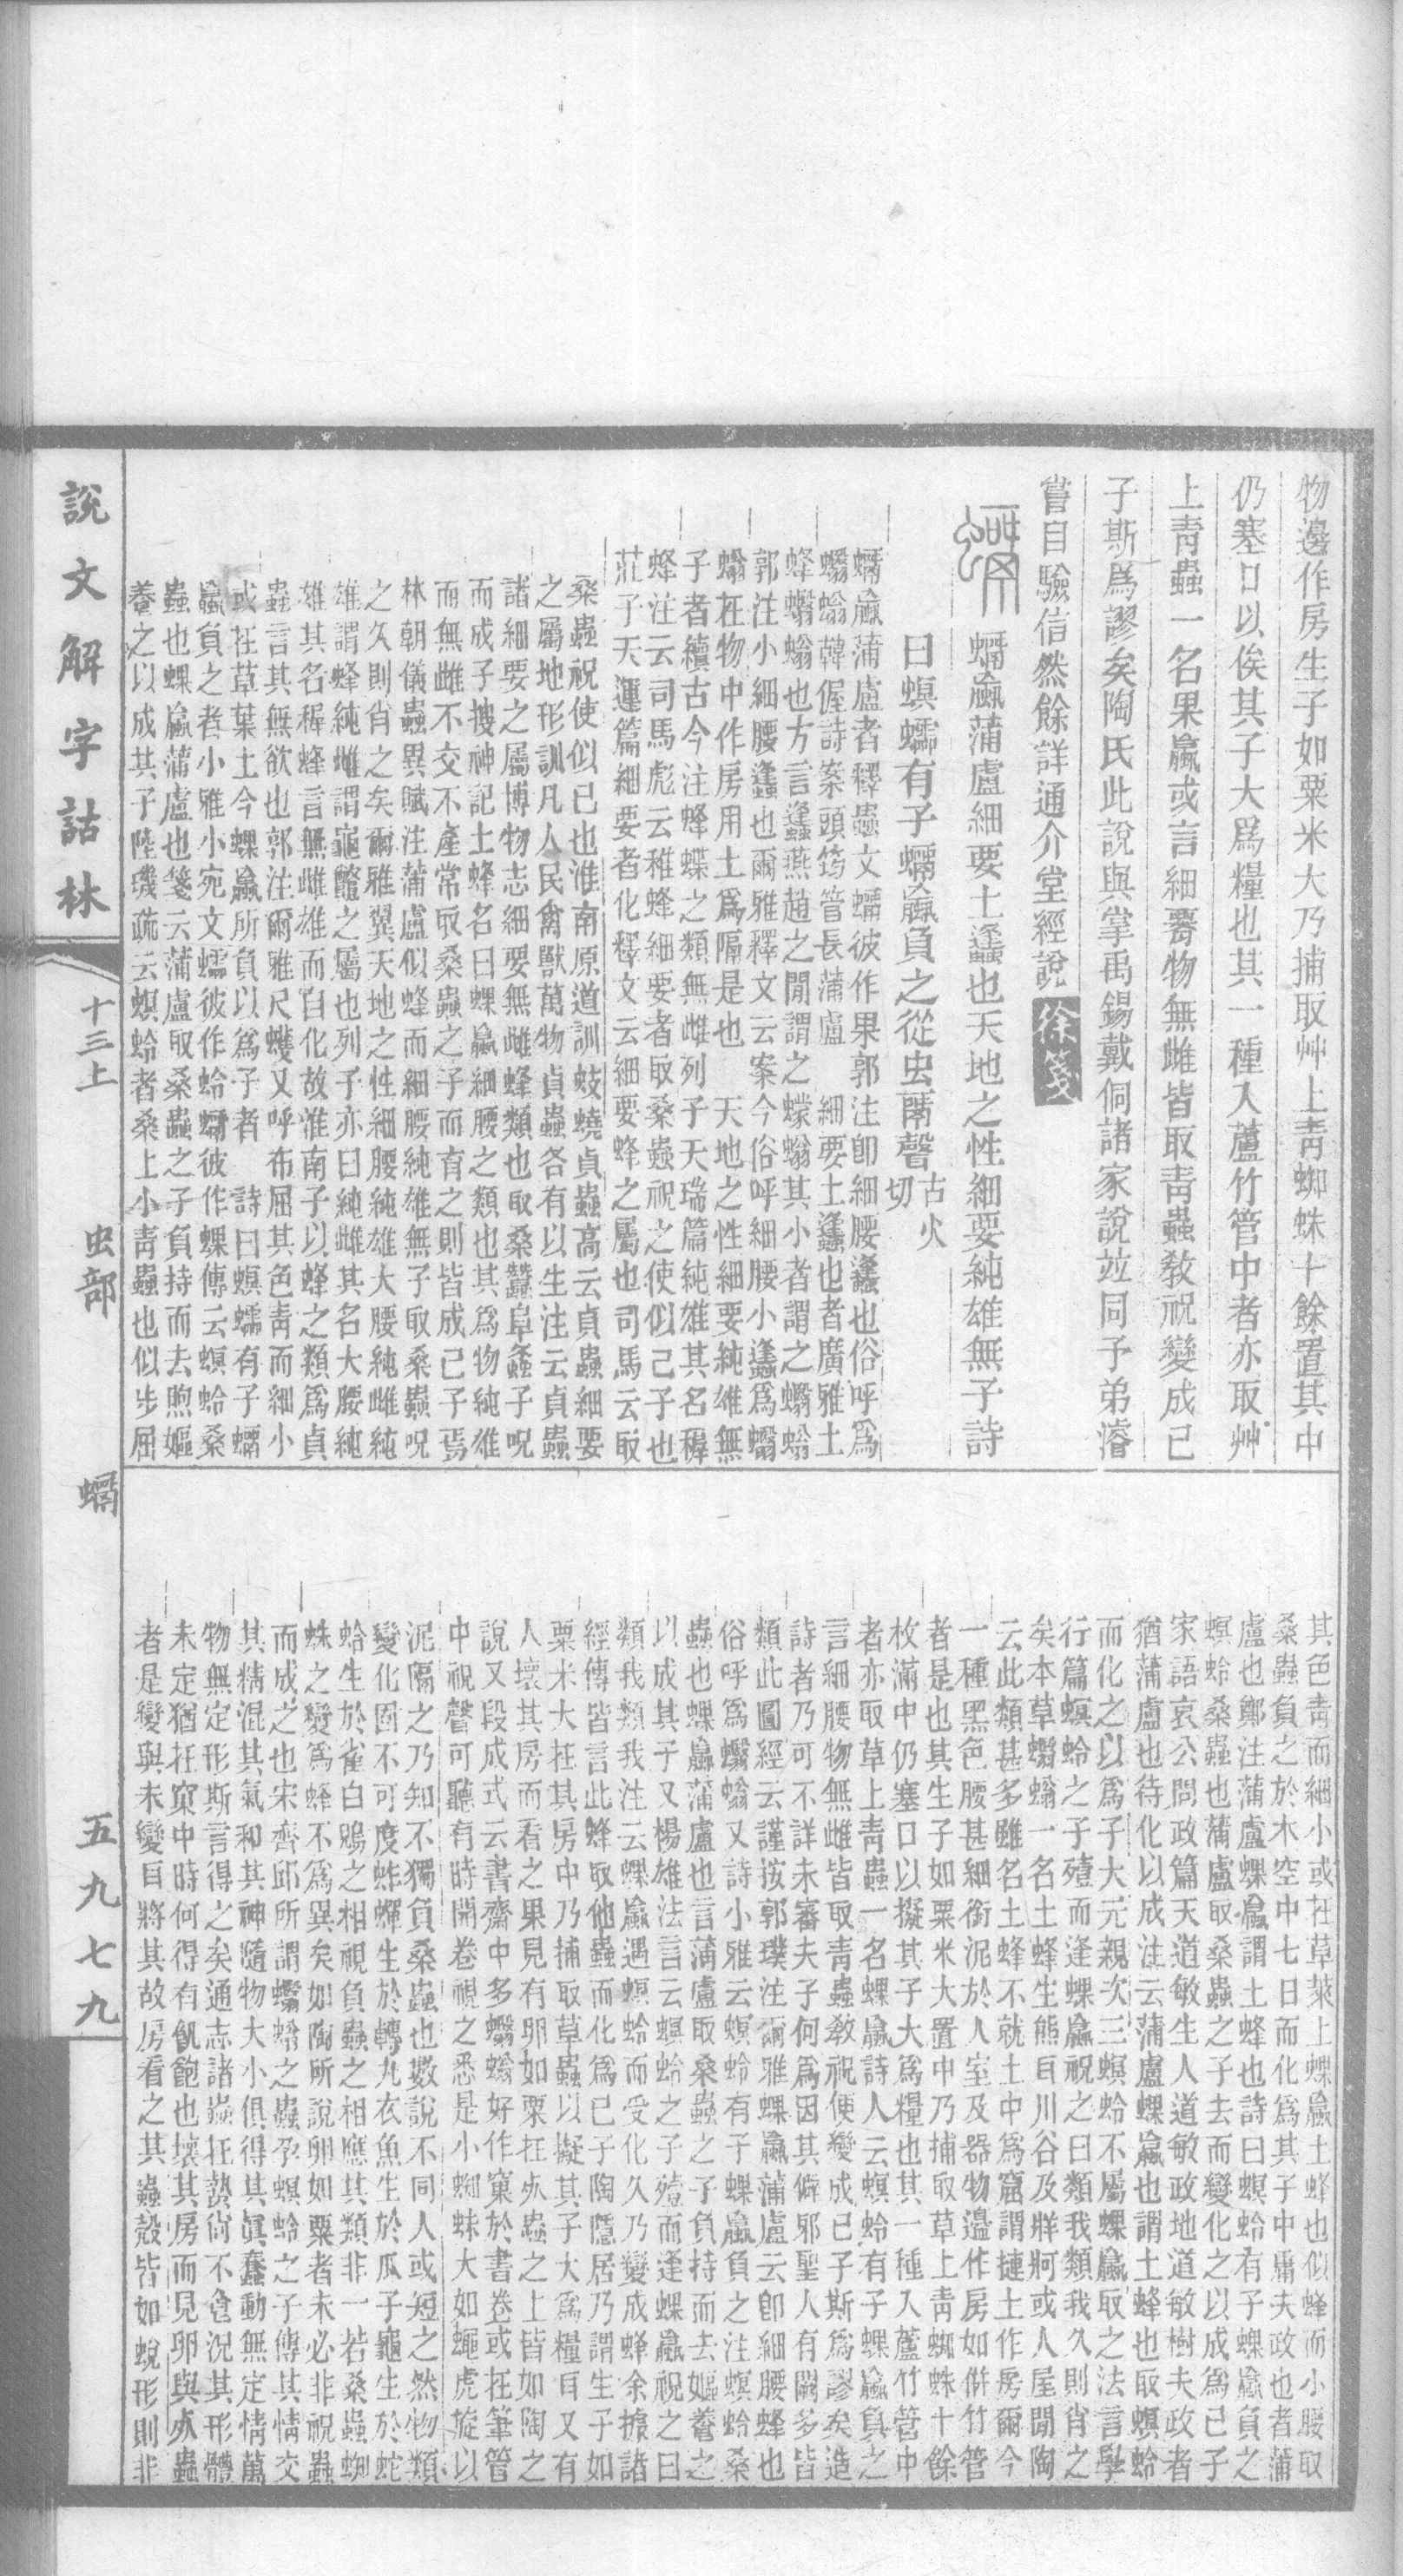 物邊作房生子如粟米大乃捕取艸上靑蜘蛛十餘置其中
仍塞口以俟其子大爲糧也其一種入蘆竹管中者亦取艸
上靑蟲一名果蠃或言細𦝫物無雌皆取靑蟲敎祝變成已
子斯爲謬矣陶氏此說與掌禹錫戴侗諸家說竝同予弟濬
嘗自驗信然餘詳通介堂經說徐箋
蠣蠃蒲盧細要土蠭也天地之性細要純雄無子詩
曰螟蠕有子蠣蠃負之從虫𠷎聲古火切
蠣蠃蒲盧者釋蟲文蠣彼作果郭注卽細腰蠭也俗呼爲
蠮螉韓偓詩案頭筠管長蒲盧 細要土蠭也者廣雅土
蜂蠮螉也方言蠭燕趙之閒謂之蠓螉其小者謂之蠮螉
郭注小細腰蠭也爾雅釋文云案今俗呼細腰小蠭爲蠮
螉在物中作房用土爲隔是也 天地之性細要純雄無
子者續古今注蜂蝶之類無雌列子天瑞篇純雄其名稺
蜂注云司馬彪云稚蜂細要者取桑蟲祝之使似己子也
莊子天運篇細要者化釋文云細要蜂之屬也司馬云取
桑蟲祝使似已也淮南原道訓蚑蟯貞蟲高云貞蟲細要
之屬地形訓凡人民禽獸萬物貞蟲各有以生注云貞蟲
諸細要之屬博物志細要無雌蜂類也取桑蠶阜螽子呪
而成子搜神記土蜂名曰蜾蠃細腰之類也其爲物純雄
而無雌不交不產常取桑蟲之子而育之則皆成己子焉
林朝儀蟲異賦注蒲盧似蜂而細腰純雄無子取桑蟲呪
之久則肖之矣爾雅翼天地之性細腰純雄大腰純雌純
雄謂蜂純雌謂龜鼈之屬也列子亦曰純雌其名大腰純
雄其名稺蜂言無雌雄而自化故淮南子以蜂之類爲貞
蟲言其無欲也郭注爾雅尺蠖又呼布屈其色靑而細小
或在草葉土今蜾蠃所負以爲子者 詩曰螟蠕有子蠣
蠃負之者小雅小宛文蠕彼作蛉蠣彼作蜾傳云螟蛉桑
蟲也蜾蠃蒲盧也箋云蒲盧取桑蟲之子負持而去煦嫗
養之以成其子陸璣疏云螟蛉者桑上小靑蟲也似步屈
其色靑而細小或在草萊上蜾蠃土蜂也似蜂而小腰取
桑蟲負之於木空中七日而化爲其子中庸夫政也者蒲
盧也鄭注蒲盧蜾蠃謂土蜂也詩曰螟蛉有子蜾蠃負之
螟蛉桑蟲也蒲盧取桑蟲之子去而變化之以成爲己子
家語哀公問政篇天道敏生人道敏政地道敏樹夫政者
猶蒲盧也待化以成注云蒲盧蜾蠃也謂土蜂也取螟蛉
而化之以爲子大元親次三螟蛉不屬蜾蠃取之法言學
行篇螟蛉之子殪而逢蜾蠃祝之曰類我類我久則肖之
矣本草蠮螉一名土蜂生熊耳川谷及牂牁或人屋閒陶
云此類甚多雖名土蜂不就土中爲窟謂摙土作房爾今
一種黑色腰甚細銜泥於人室及器物邊作房如倂竹管
者是也其生子如粟米大置中乃捕取草上靑蜘蛛十餘
枚滿中仍塞口以擬其子大爲糧也其一種入蘆竹管中
者亦取草上靑蟲一名蜾蠃詩人云螟蛉有子蜾蠃負之
言細腰物無雌皆取靑蟲敎祝便變成已子斯爲謬矣造
詩者乃可不詳未審夫子何爲因其僻邪聖人有闕多皆
類此圖經云謹按郭璞注爾雅蜾蠃蒲盧云卽細腰蜂也
俗呼爲蠮螉又詩小雅云螟蛉有子蜾蠃負之注螟蛉桑
蟲也蜾蠃蒲盧也言蒲盧取桑蟲之子負持而去嫗養之
以成其子又楊雄法言云螟蛉之子殪而逢蜾蠃祝之曰
類我類我注云蜾蠃遇螟蛉而受化久乃變成蜂余據諸
經傳皆言此蜂取他蟲而化爲已子陶隱居乃謂生子如
粟米大在其房中乃捕取草蟲以擬其子大爲糧耳又有
人壞其房而看之果見有卵如粟在𣦸蟲之上皆如陶之
說又段成式云書齋中多蠮螉好作窠於書卷或在筆管
中祝聲可聽有時開卷視之悉是小蜘蛛大如蠅虎旋以
泥隔之乃知不獨負桑蟲也數說不同人或短之然物類
變化固不可度蚱蟬生於轉丸衣魚生於瓜子龜生於蛇
蛤生於雀白鶂之相視負蟲之相應其類非一若桑蟲蜘
蛛之變爲蜂不爲異矣如陶所說卵如粟者未必非祝蟲
而成之也宋齊邱所謂蠮螉之蟲孕螟蛉之子傳其情交
其精混其氣和其神隨物大小俱得其眞蠢動無定情萬
物無定形斯言得之矣通志諸蟲在蟄尙不食況其形體
未定猶在窠中時何得有飢飽也壞其房而見卵與𣦸蟲
者是變與未變耳將其故房看之其蟲殼皆如蛻形則非
說文解字詁林
十三上
虫部
蠣
五九七九